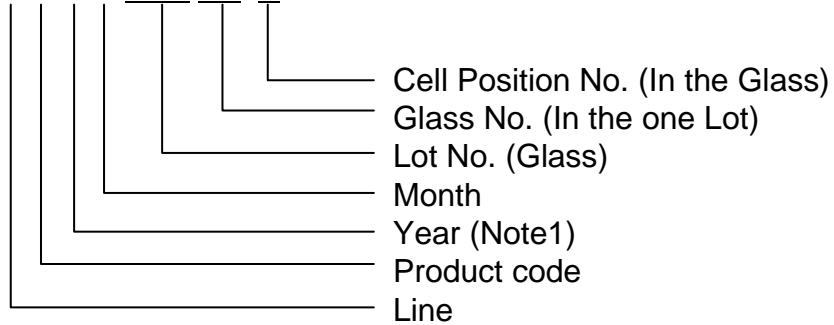 Cell Position No. (In the Glass)
Glass No. (In the one Lot)
Lot No. (Glass)
Month
Year (Note1)
Product code
Line